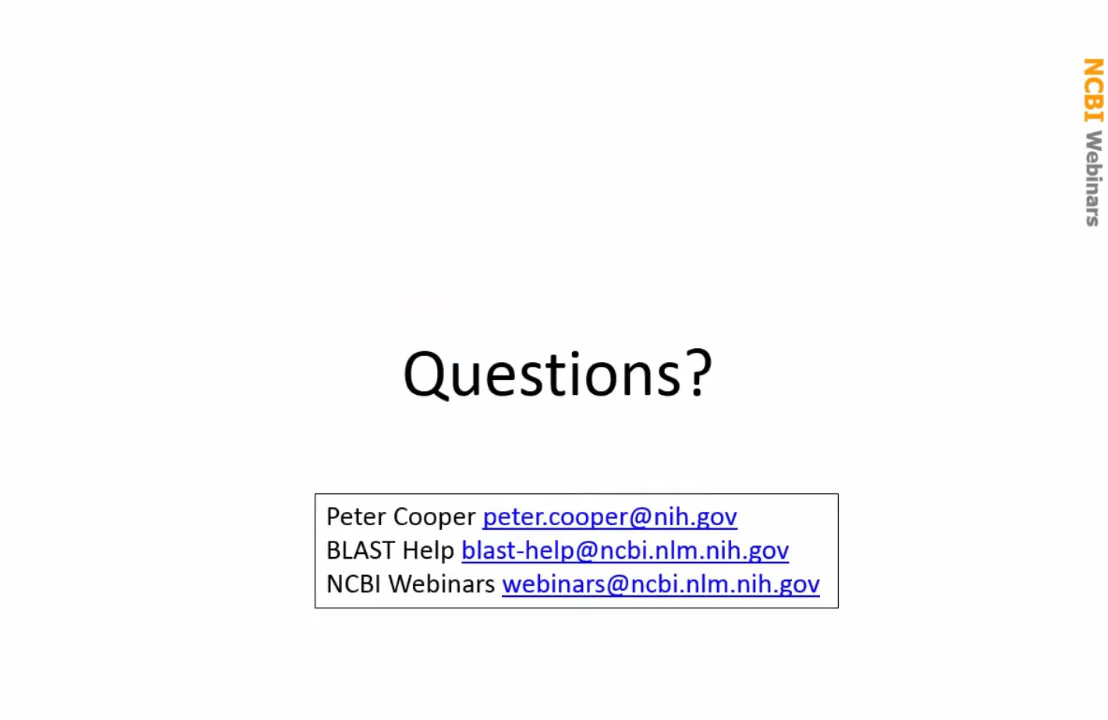 NCBI Webinars
Questions?
Peter Cooper peter.cooper@nih.gov
BLAST Help blast-help@ncbi.nlm.nih.gov
NCBI Webinars webinars@ncbi.nlm.nih.gov